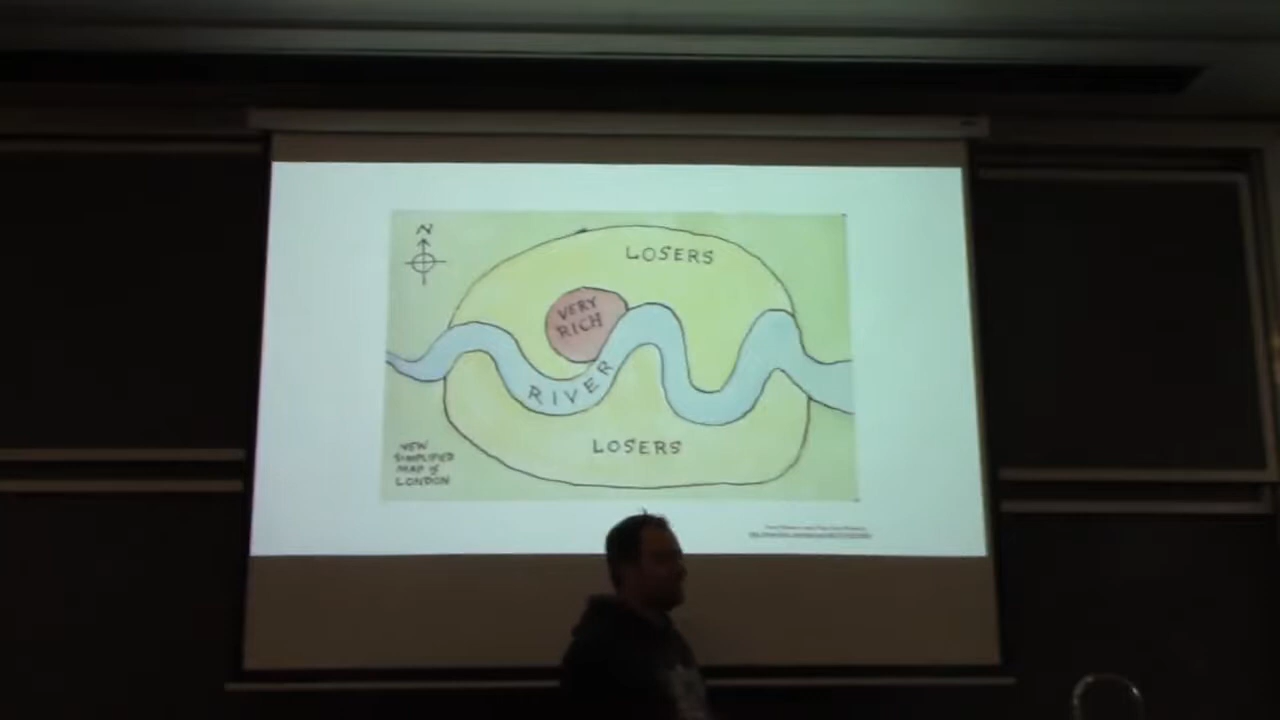 N
LOSERS
VERY
RICH
RIVER
LOSERS
NEW
SIMPLIFIED
MAP of
LONDON